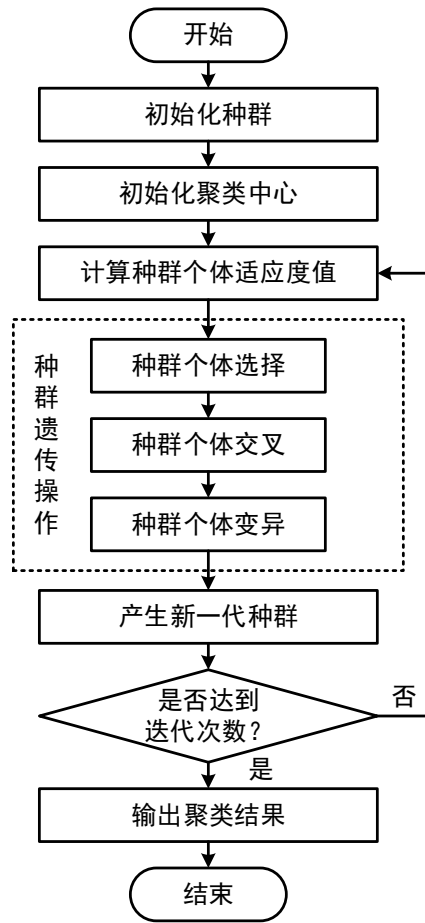 开始
初始化种群
初始化聚类中心
计算种群个体适应度值
种群遗传操作
种群个体选择
种群个体交叉
种群个体变异
产生新一代种群
是否达到
迭代次数？
否
是
输出聚类结果
结束